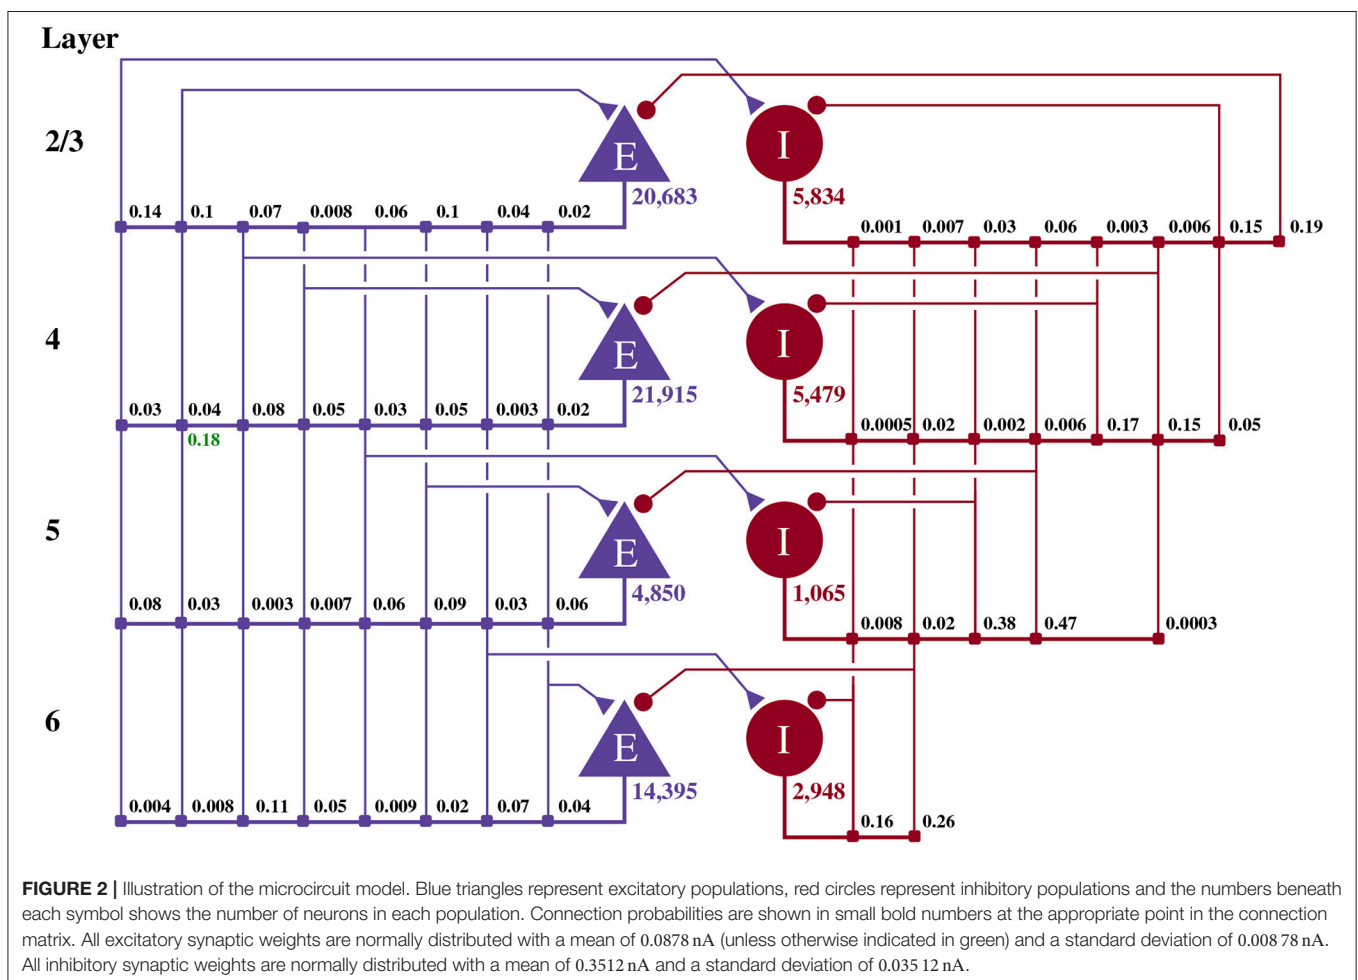 Layer
2/3
E
I
20,683
5,834
0.14 0.1 0.07 0.008 0.06 0.1 0.04 0.02
0.001 0.007 0.03 0.06 0.003 0.006 0.15 0.19
4
E
I
21,915
5,479
0.03 0.04 0.08 0.05 0.03 0.05 0.003 0.02
0.18
0.0005 0.02 0.002 0.006 0.17 0.15 0.05
5
E
I
4,850
1,065
0.08 0.03 0.003 0.007 0.06 0.09 0.03 0.06
0.008 0.02 0.38 0.47 0.0003
6
E
I
14,395
2,948
0.004 0.008 0.11 0.05 0.009 0.02 0.07 0.04
0.16 0.26
FIGURE 2 | Illustration of the microcircuit model. Blue triangles represent excitatory populations, red circles represent inhibitory populations and the numbers beneath
each symbol shows the number of neurons in each population. Connection probabilities are shown in small bold numbers at the appropriate point in the connection
matrix. All excitatory synaptic weights are normally distributed with a mean of 0.0878 nA (unless otherwise indicated in green) and a standard deviation of 0.008 78 nA.
All inhibitory synaptic weights are normally distributed with a mean of 0.3512 nA and a standard deviation of 0.035 12 nA.